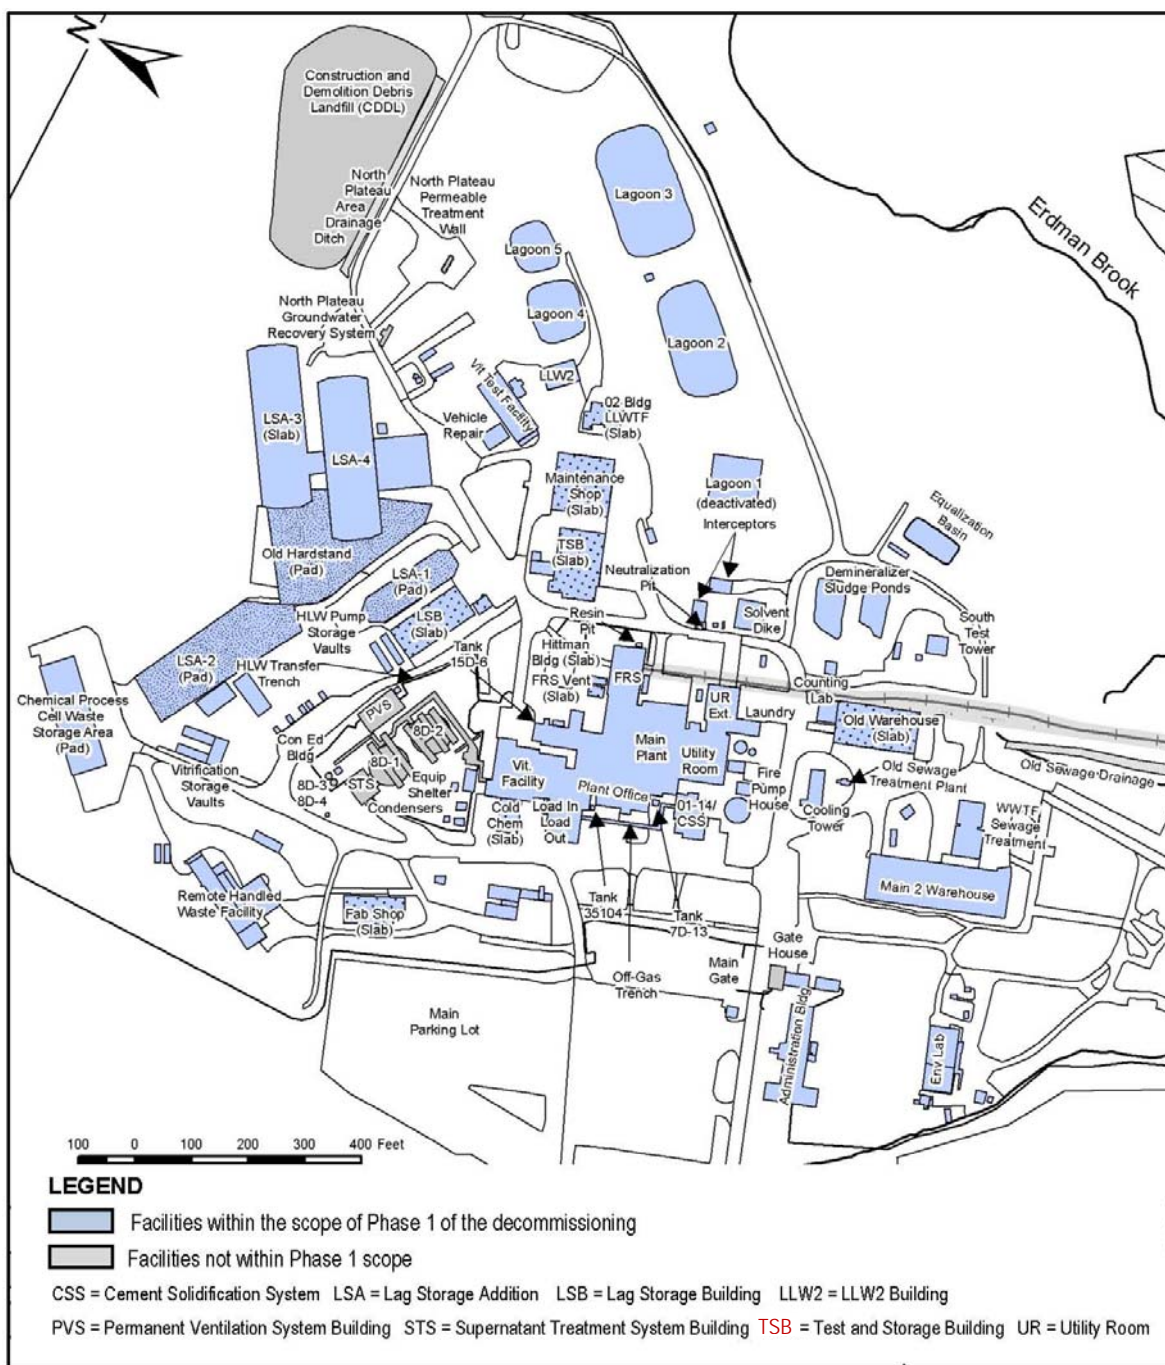 N
Construction and
Demolition Debris
Landfill (CDDL)
North
Plateau
Area
Drainage
Ditch
North Plateau
Permeable
Treatment
Wall
Lagoon 3
Erdman Brook
Lagoon 5
Lagoon 4
Lagoon 2
North Plateau
Groundwater
Recovery System
LLW2
Vit Test Facility
Vehicle
Repair
02 Bldg
LLWTF
(Slab)
LSA-3
(Slab)
LSA-4
Maintenance
Shop
(Slab)
Lagoon 1
(deactivated)
Interceptors
Equalization
Basin
Old Hardstand
(Pad)
TSB
(Slab)
Neutralization
Pit
Demineralizer
Sludge Ponds
LSA-1
(Pad)
LSB
(Slab)
HLW Pump
Storage
Vaults
Resin
Pit
Solvent
Dike
South
Test
Tower
LSA-2
(Pad)
HLW Transfer
Trench
Tank
15D-6
Hittman
Bldg (Slab)
FRS Vent
(Slab)
FRS
Counting
Lab
Chemical Process
Cell Waste
Storage Area
(Pad)
PVS
8D-2
UR
Ext.
Laundry
Old Warehouse
(Slab)
Con Ed
Bldg
8D-1
Main
Plant
Utility
Room
Vit.
Facility
Vitrification
Storage
Vaults
8D-3
8D-4
STS
Equip
Shelter
Condensers
Plant Office
Fire
Pump
House
Old Sewage
Treatment Plant
Old Sewage Drainage
Cold
Chem
(Slab)
Load In
Load
Out
01-14/
CSS
Cooling
Tower
WWTF
Sewage
Treatment
Remote Handled
Waste Facility
Fab Shop
(Slab)
Tank
35104
Tank
7D-13
Main 2 Warehouse
Off-Gas
Trench
Main
Gate
Gate
House
Main
Parking Lot
Administration Bldg
Env Lab
100 0 100 200 300 400 Feet
LEGEND
Facilities within the scope of Phase 1 of the decommissioning
Facilities not within Phase 1 scope
CSS = Cement Solidification System LSA = Lag Storage Addition LSB = Lag Storage Building LLW2 = LLW2 Building
PVS = Permanent Ventilation System Building STS = Supernatant Treatment System Building TSB = Test and Storage Building UR = Utility Room